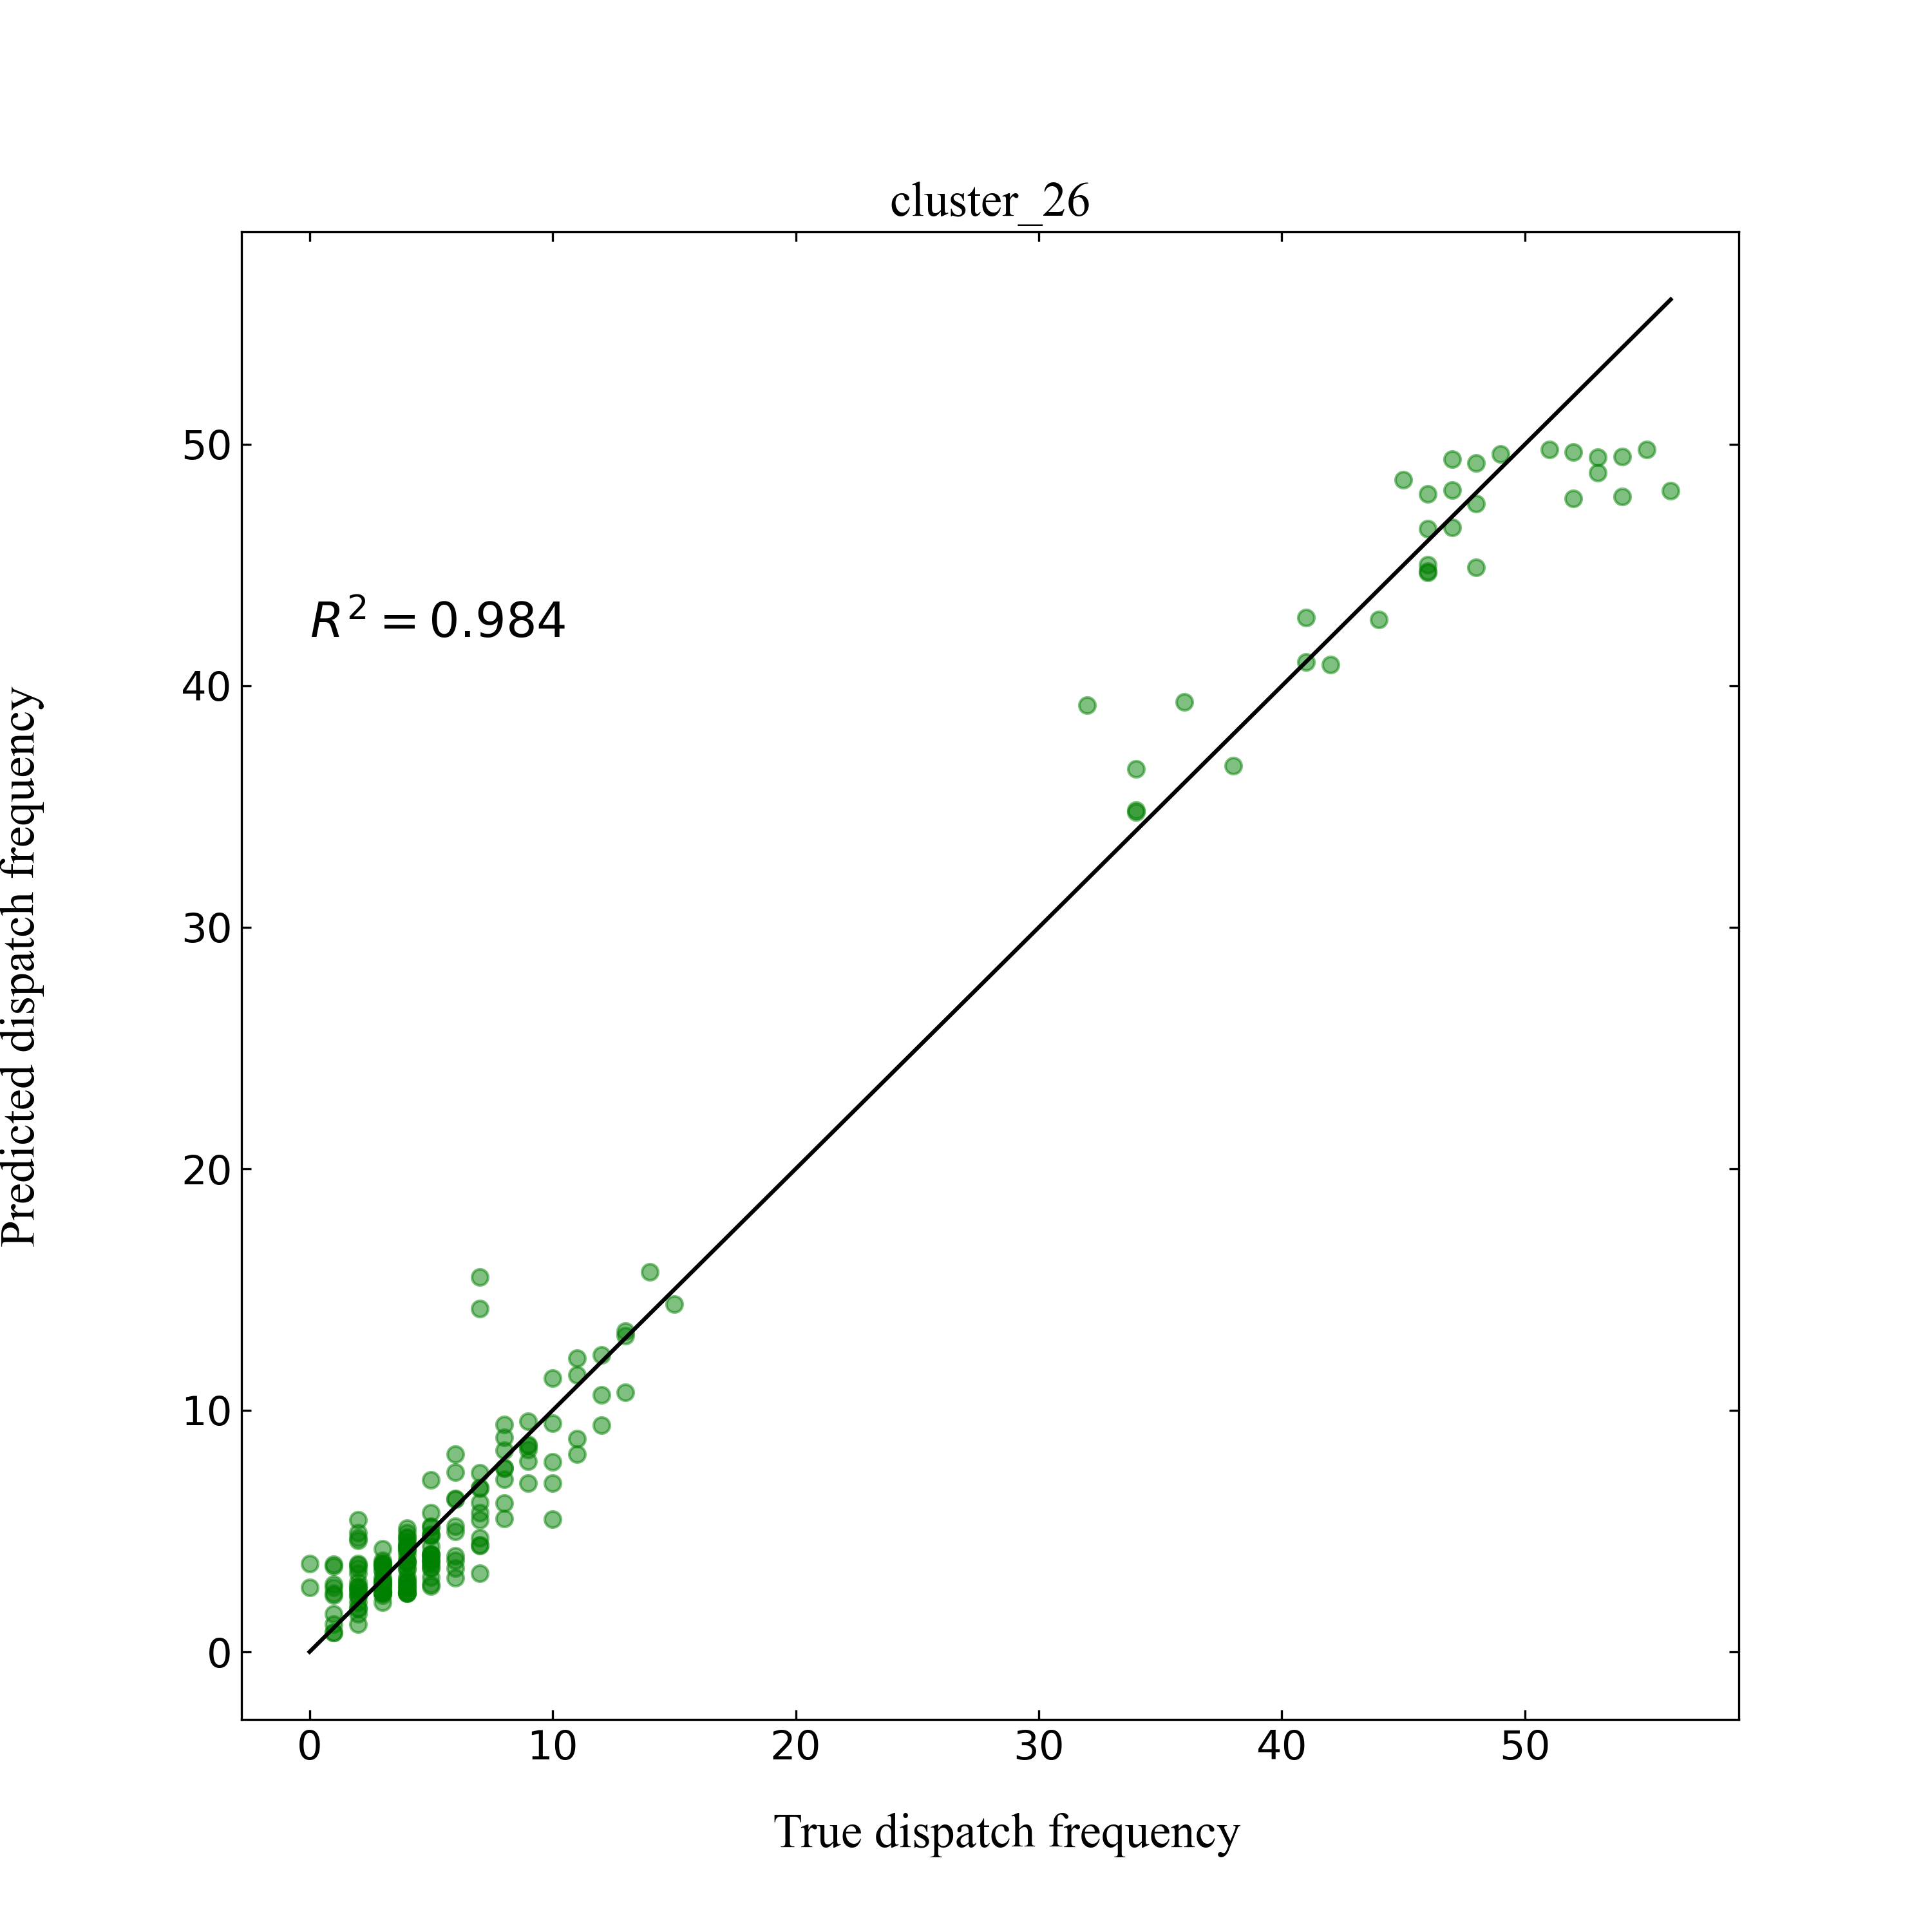 cluster_26
R² = 0.984
Predicted dispatch frequency
50
40
30
20
10
0
0 10 20 30 40 50
True dispatch frequency